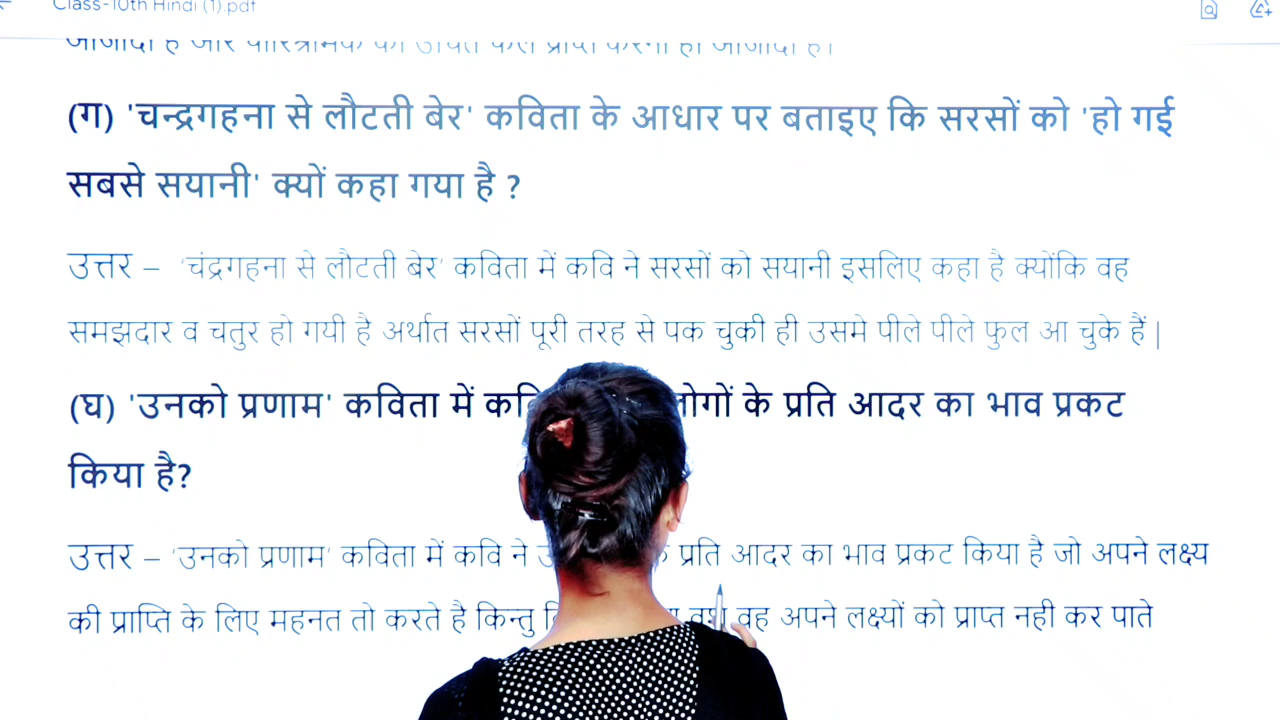 Class-10th Hindi (1).pdf
(ग) 'चन्द्रगहना से लौटती बेर' कविता के आधार पर बताइए कि सरसों को 'हो गई
सबसे सयानी' क्यों कहा गया है ?
उत्तर – 'चंद्रगहना से लौटती बेर' कविता में कवि ने सरसों को सयानी इसलिए कहा है क्योंकि वह
समझदार व चतुर हो गयी है अर्थात सरसों पूरी तरह से पक चुकी ही उसमे पीले पीले फुल आ चुके हैं |
(घ) 'उनको प्रणाम' कविता में के प्रति आदर का भाव प्रकट
किया है?
उत्तर – 'उनको प्रणाम' कविता में कवि ने प्रति आदर का भाव प्रकट किया है जो अपने लक्ष्य
की प्राप्ति के लिए महनत तो करते है किन्तु वह अपने लक्ष्यों को प्राप्त नही कर पाते